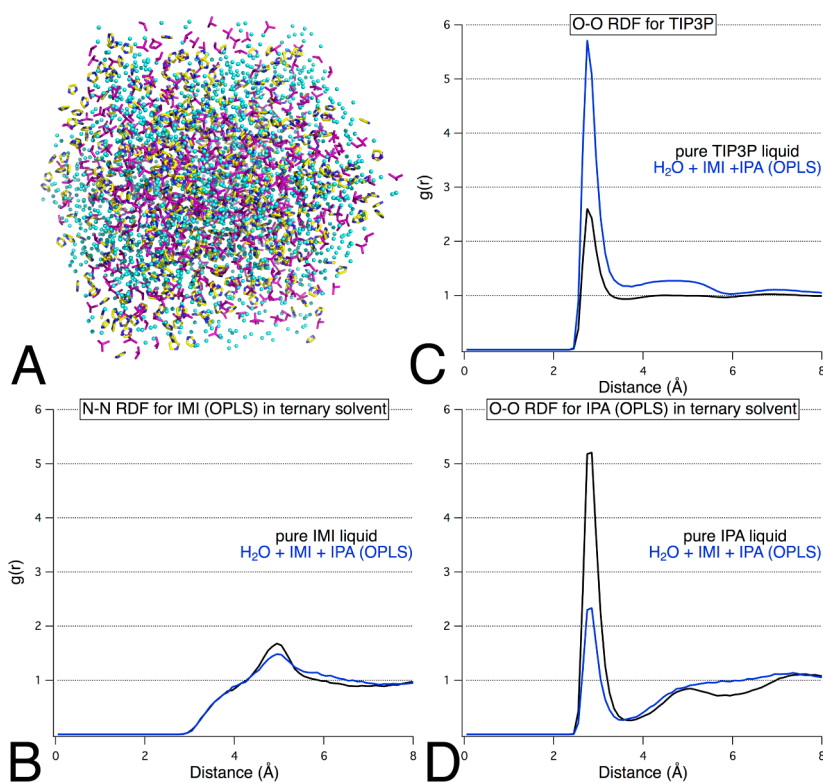 A
C
O-O RDF for TIP3P
6
5
4
3
2
1
0
g(r)
pure TIP3P liquid
H₂O + IMI +IPA (OPLS)
0
2
4
6
8
Distance (Å)
B
N-N RDF for IMI (OPLS) in ternary solvent
6
5
4
3
2
1
g(r)
pure IMI liquid
H₂O + IMI + IPA (OPLS)
0
2
4
6
8
Distance (Å)
D
O-O RDF for IPA (OPLS) in ternary solvent
6
5
4
3
2
1
pure IPA liquid
H₂O + IMI + IPA (OPLS)
0
2
4
6
8
Distance (Å)